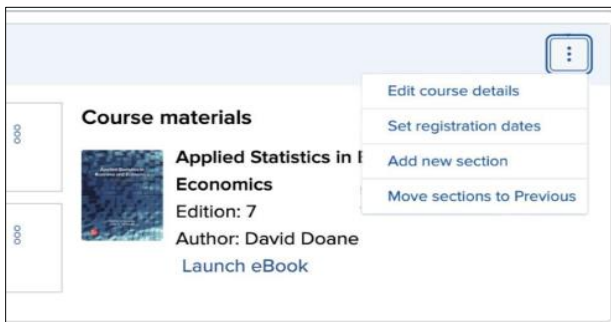 Edit course details
Course materials
Set registration dates
Applied Statistics in
Add new section
Economics
Move sections to Previous
Edition: 7
Author: David Doane
Launch eBook